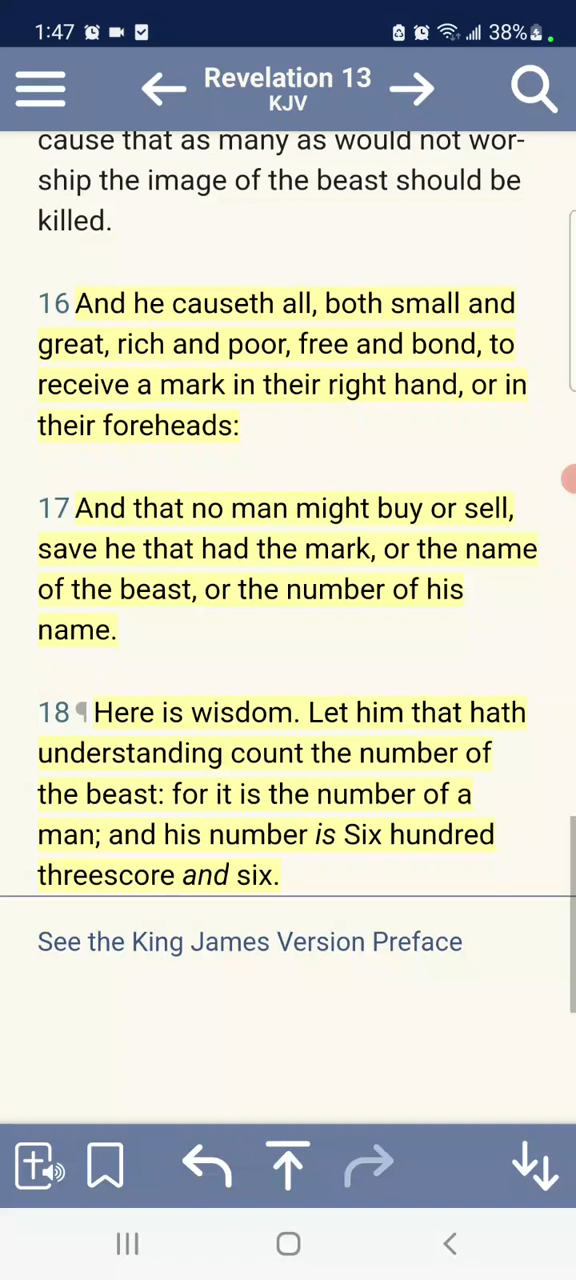 1:47
38%
Revelation 13
KJV
cause that as many as would not wor-
ship the image of the beast should be
killed.
16 And he causeth all, both small and
great, rich and poor, free and bond, to
receive a mark in their right hand, or in
their foreheads:
17 And that no man might buy or sell,
save he that had the mark, or the name
of the beast, or the number of his
name.
18 ¶ Here is wisdom. Let him that hath
understanding count the number of
the beast: for it is the number of a
man; and his number is Six hundred
threescore and six.
See the King James Version Preface